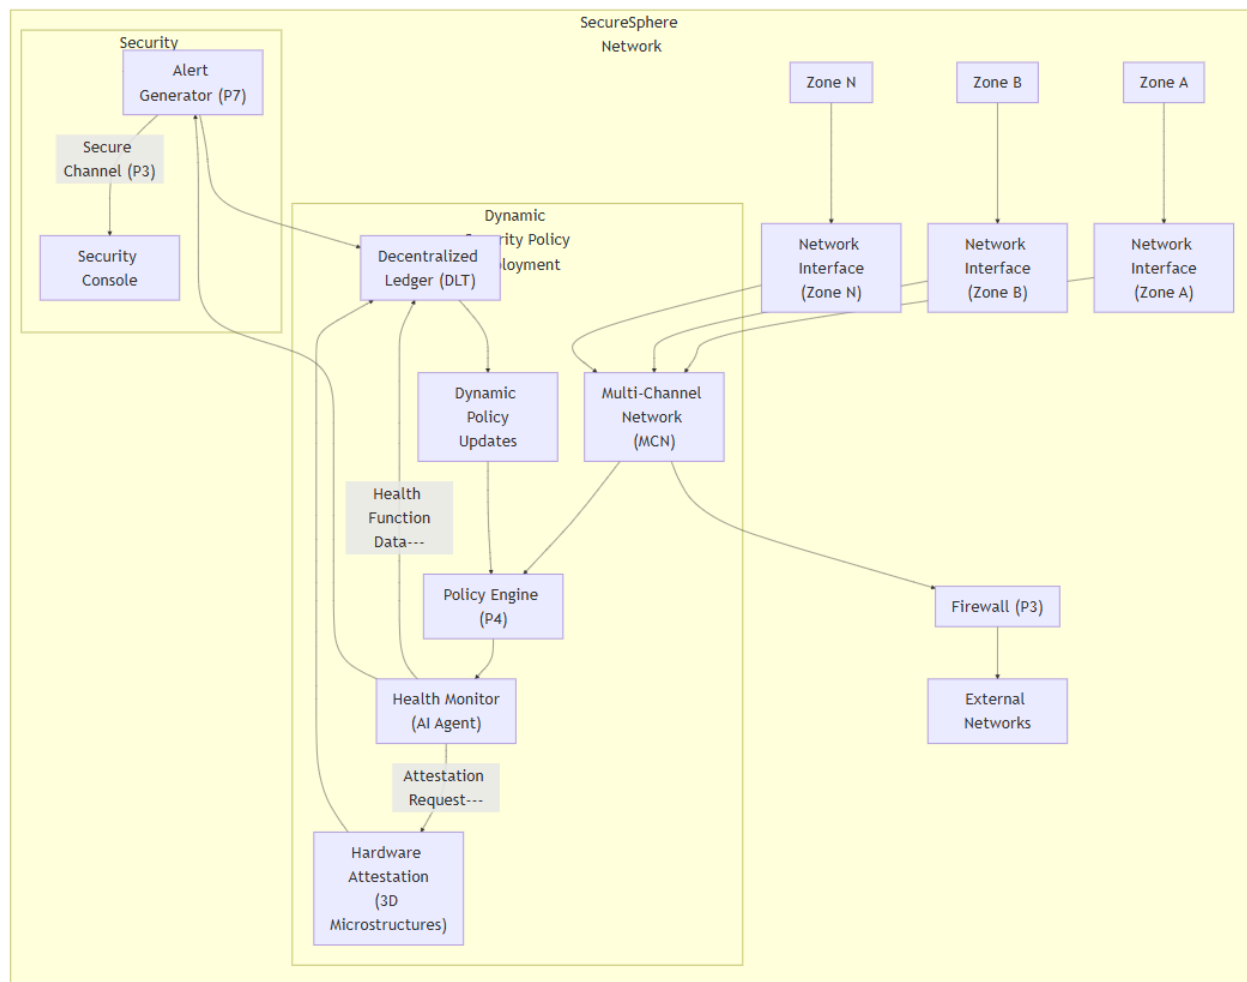 SecureSphere
Network
Security
Alert
Generator (P7)
Zone N
Zone B
Zone A
Secure
Channel (P3)
Security
Console
Dynamic
rity Policy
loyment
Decentralized
Ledger (DLT)
Network
Interface
(Zone N)
Network
Interface
(Zone B)
Network
Interface
(Zone A)
Dynamic
Policy
Updates
Multi-Channel
Network
(MCN)
Health
Function
Data---
Policy Engine
(P4)
Firewall (P3)
Health Monitor
(AI Agent)
External
Networks
Attestation
Request---
Hardware
Attestation
(3D
Microstructures)